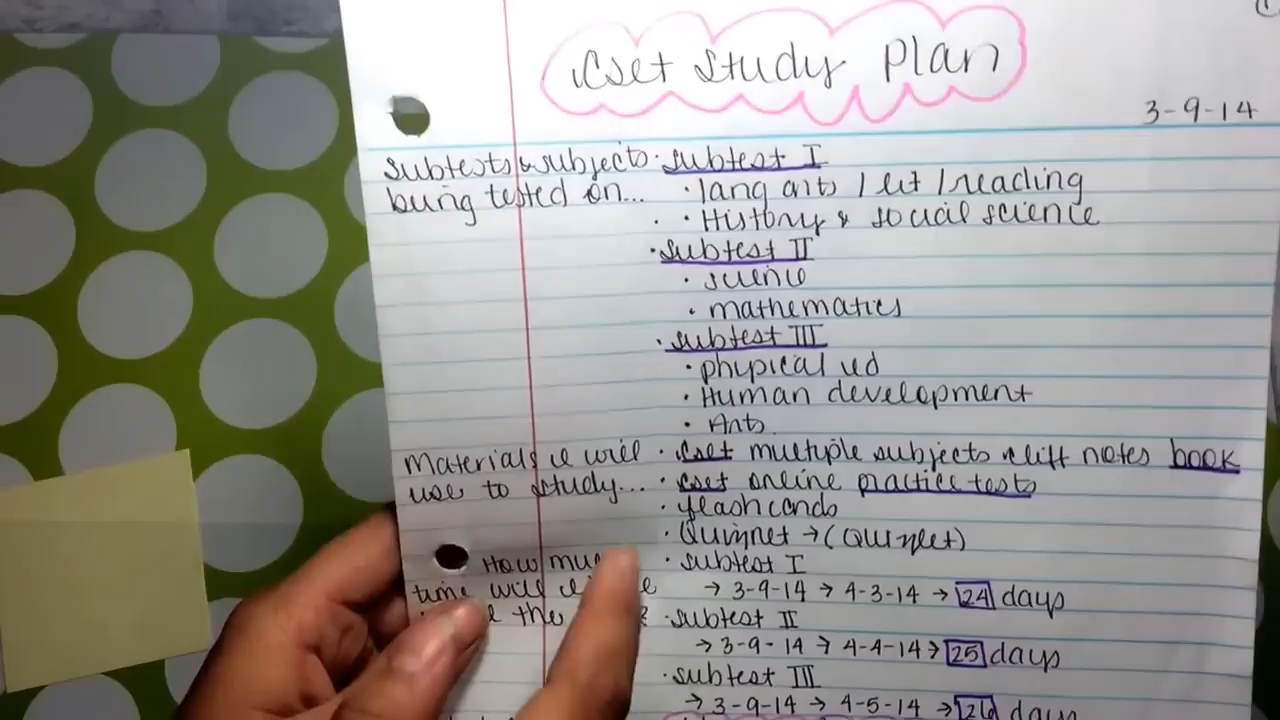 Cset Study Plan
3-9-14
subtests & subjects · subtest I
being tested on... · lang arts / lit / reading
· History & social science
· subtest II
· science
· mathematics
· subtest III
· physical ed
· Human development
· Arts
materials i will · cset multiple subjects cliff notes book
use to study... · cset online practice tests
· flashcards
· Quiznet → (Quizlet)
How · subtest I
time will → 3-9-14 → 4-3-14 → 24 days
the · subtest II
→ 3-9-14 → 4-4-14 → 25 days
· subtest III
→ 3-9-14 → 4-5-14 → 26 days